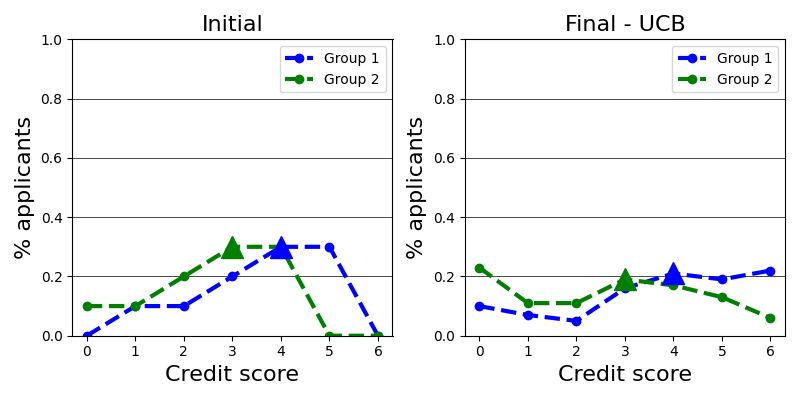 Initial
Final - UCB
1.0
0.8
0.6
0.4
0.2
0.0
% applicants
Group 1
Group 2
0 1 2 3 4 5 6
Credit score
1.0
0.8
0.6
0.4
0.2
0.0
% applicants
Group 1
Group 2
0 1 2 3 4 5 6
Credit score